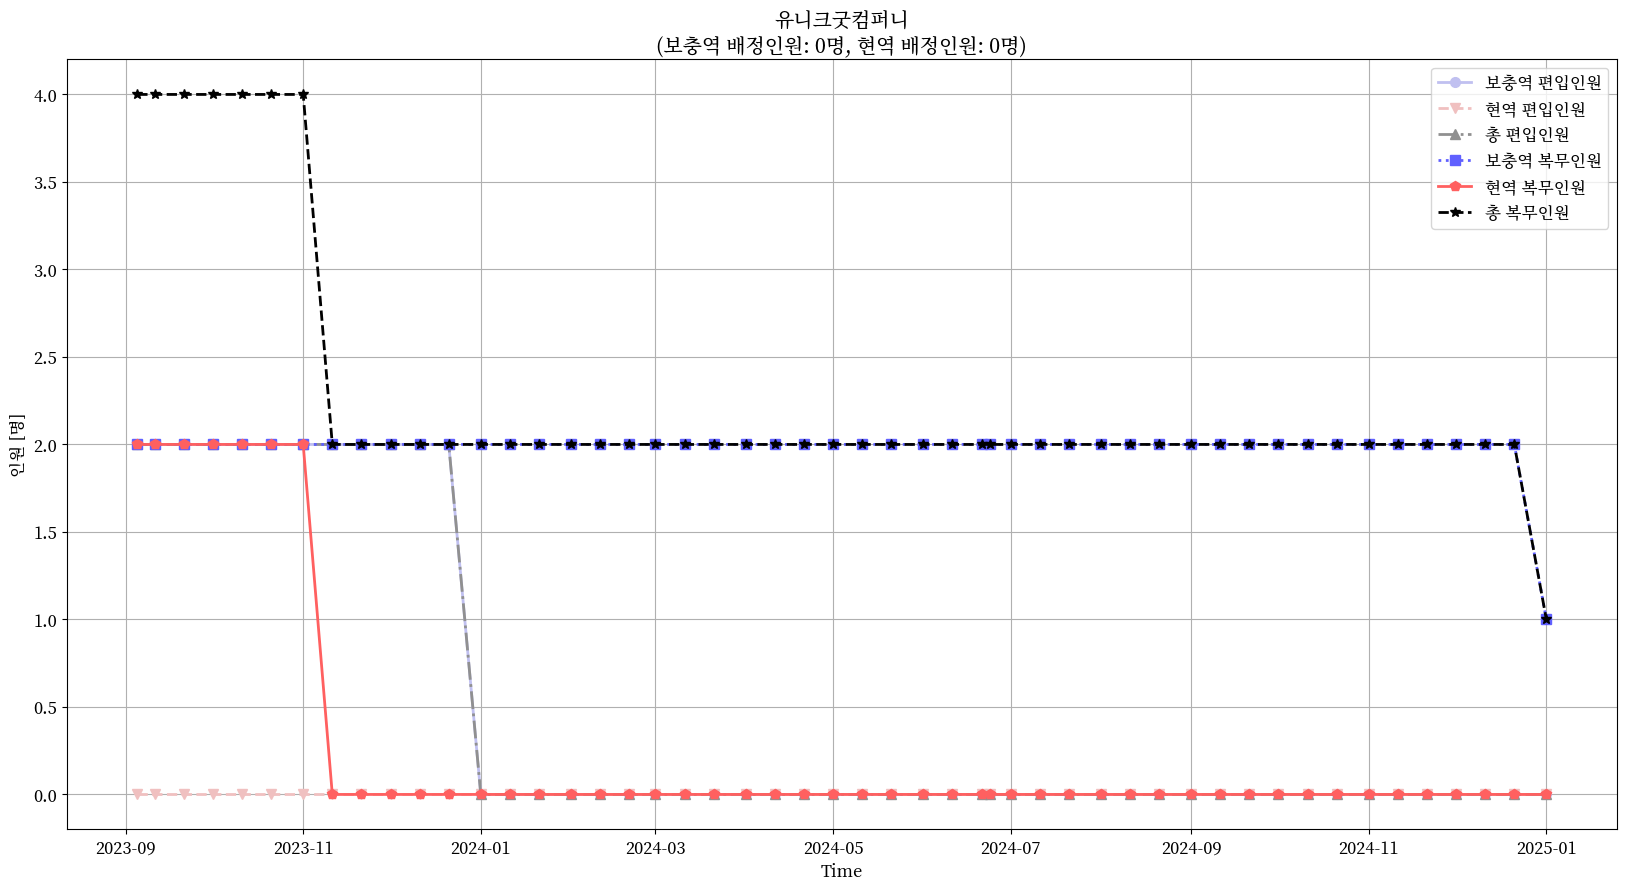 유니크굿컴퍼니
(보충역 배정인원: 0명, 현역 배정인원: 0명)
보충역 편입인원
현역 편입인원
총 편입인원
보충역 복무인원
현역 복무인원
총 복무인원
4.0
3.5
3.0
2.5
2.0
1.5
1.0
0.5
0.0
인원 [명]
2023-09 2023-11 2024-01 2024-03 2024-05 2024-07 2024-09 2024-11 2025-01
Time